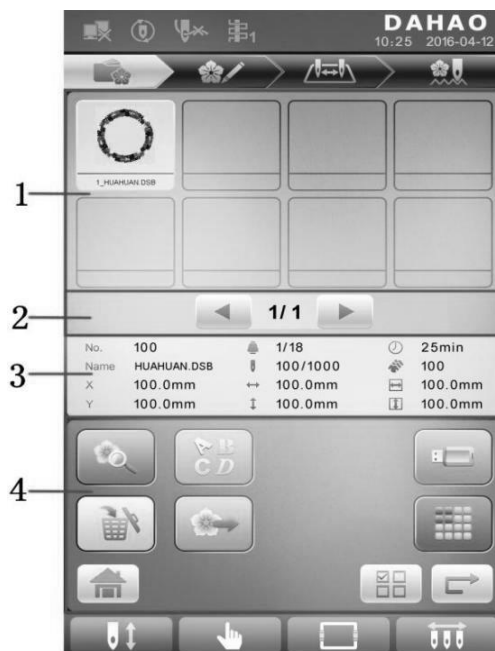 DAHAO
1
10:25 2016-04-12
1_HUAHUAN.DSB
1
2
1/1
3
No. 100 1/18 25min
Name HUAHUAN.DSB 100/1000 100
X 100.0mm 100.0mm 100.0mm
Y 100.0mm 100.0mm 100.0mm
4
A B
C D